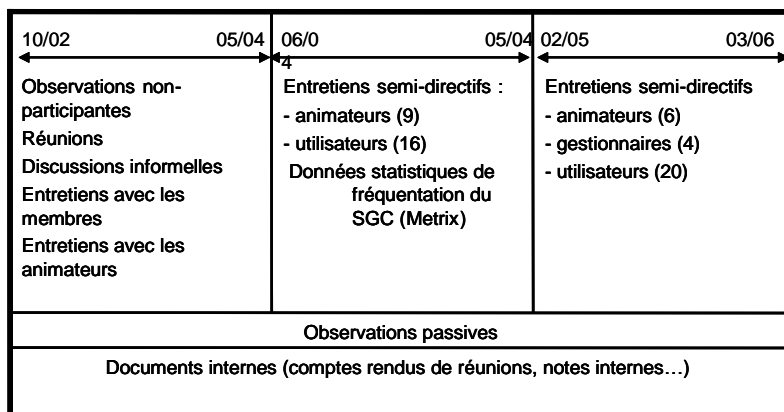 10/02 05/04
06/04 05/04
02/05 03/06
Observations non-
participantes
Réunions
Discussions informelles
Entretiens avec les
membres
Entretiens avec les
animateurs
Entretiens semi-directifs :
- animateurs (9)
- utilisateurs (16)
Données statistiques de
fréquentation du
SGC (Metrix)
Entretiens semi-directifs
- animateurs (6)
- gestionnaires (4)
- utilisateurs (20)
Observations passives
Documents internes (comptes rendus de réunions, notes internes…)